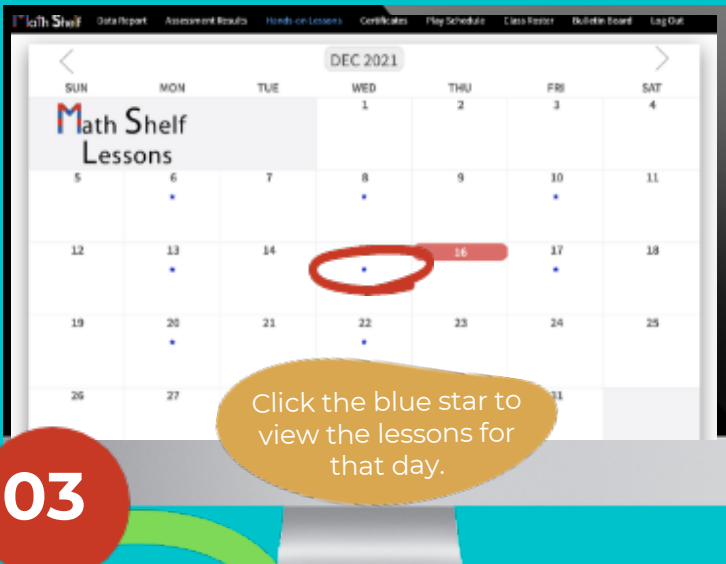 Math Shelf Data Report Assessment Results Hands-on Lessons Certificates Play Schedule Class Roster Bulletin Board Log Out
DEC 2021
SUN MON TUE WED THU FRI SAT
Math Shelf
Lessons
1 2 3 4
5 6 7 8 9 10 11
12 13 14 16 17 18
19 20 21 22 23 24 25
26 27 31
Click the blue star to
view the lessons for
that day.
03